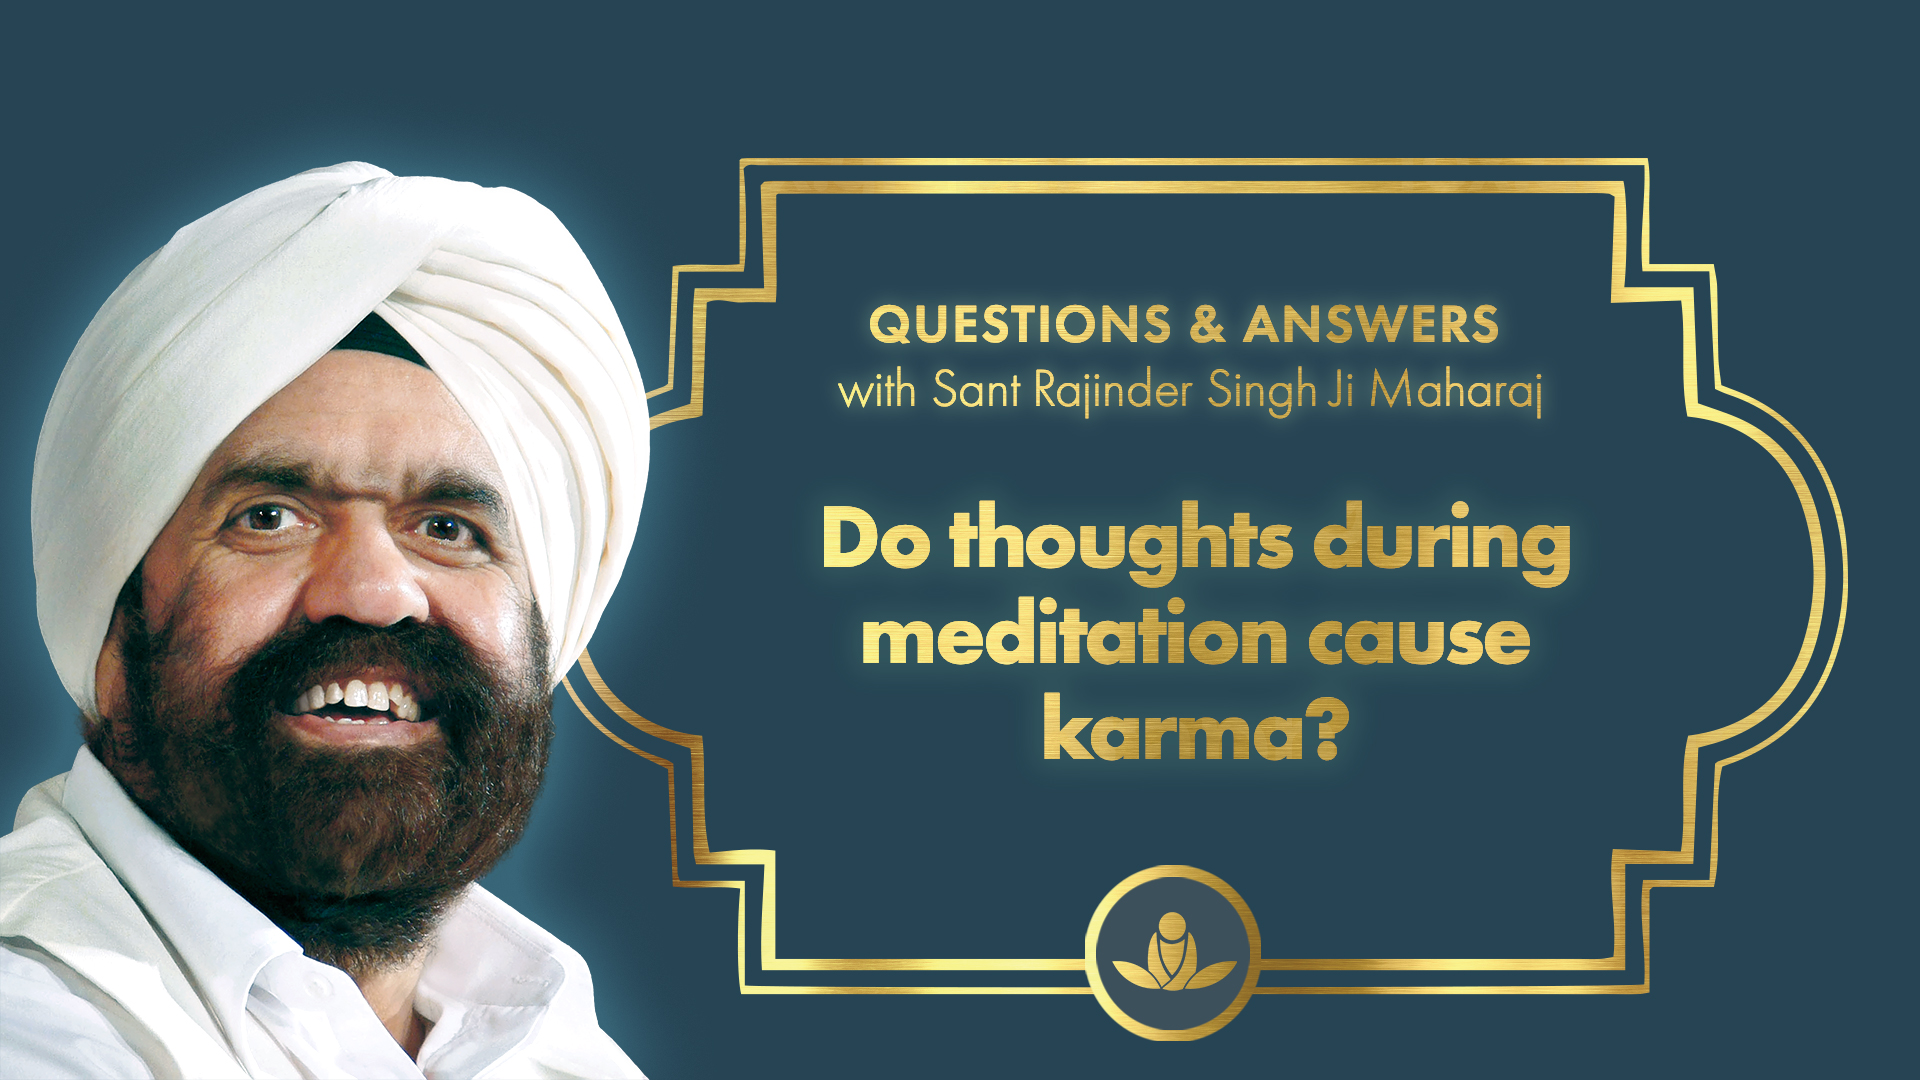 QUESTIONS & ANSWERS
with Sant Rajinder Singh Ji Maharaj
Do thoughts during
meditation cause
karma?